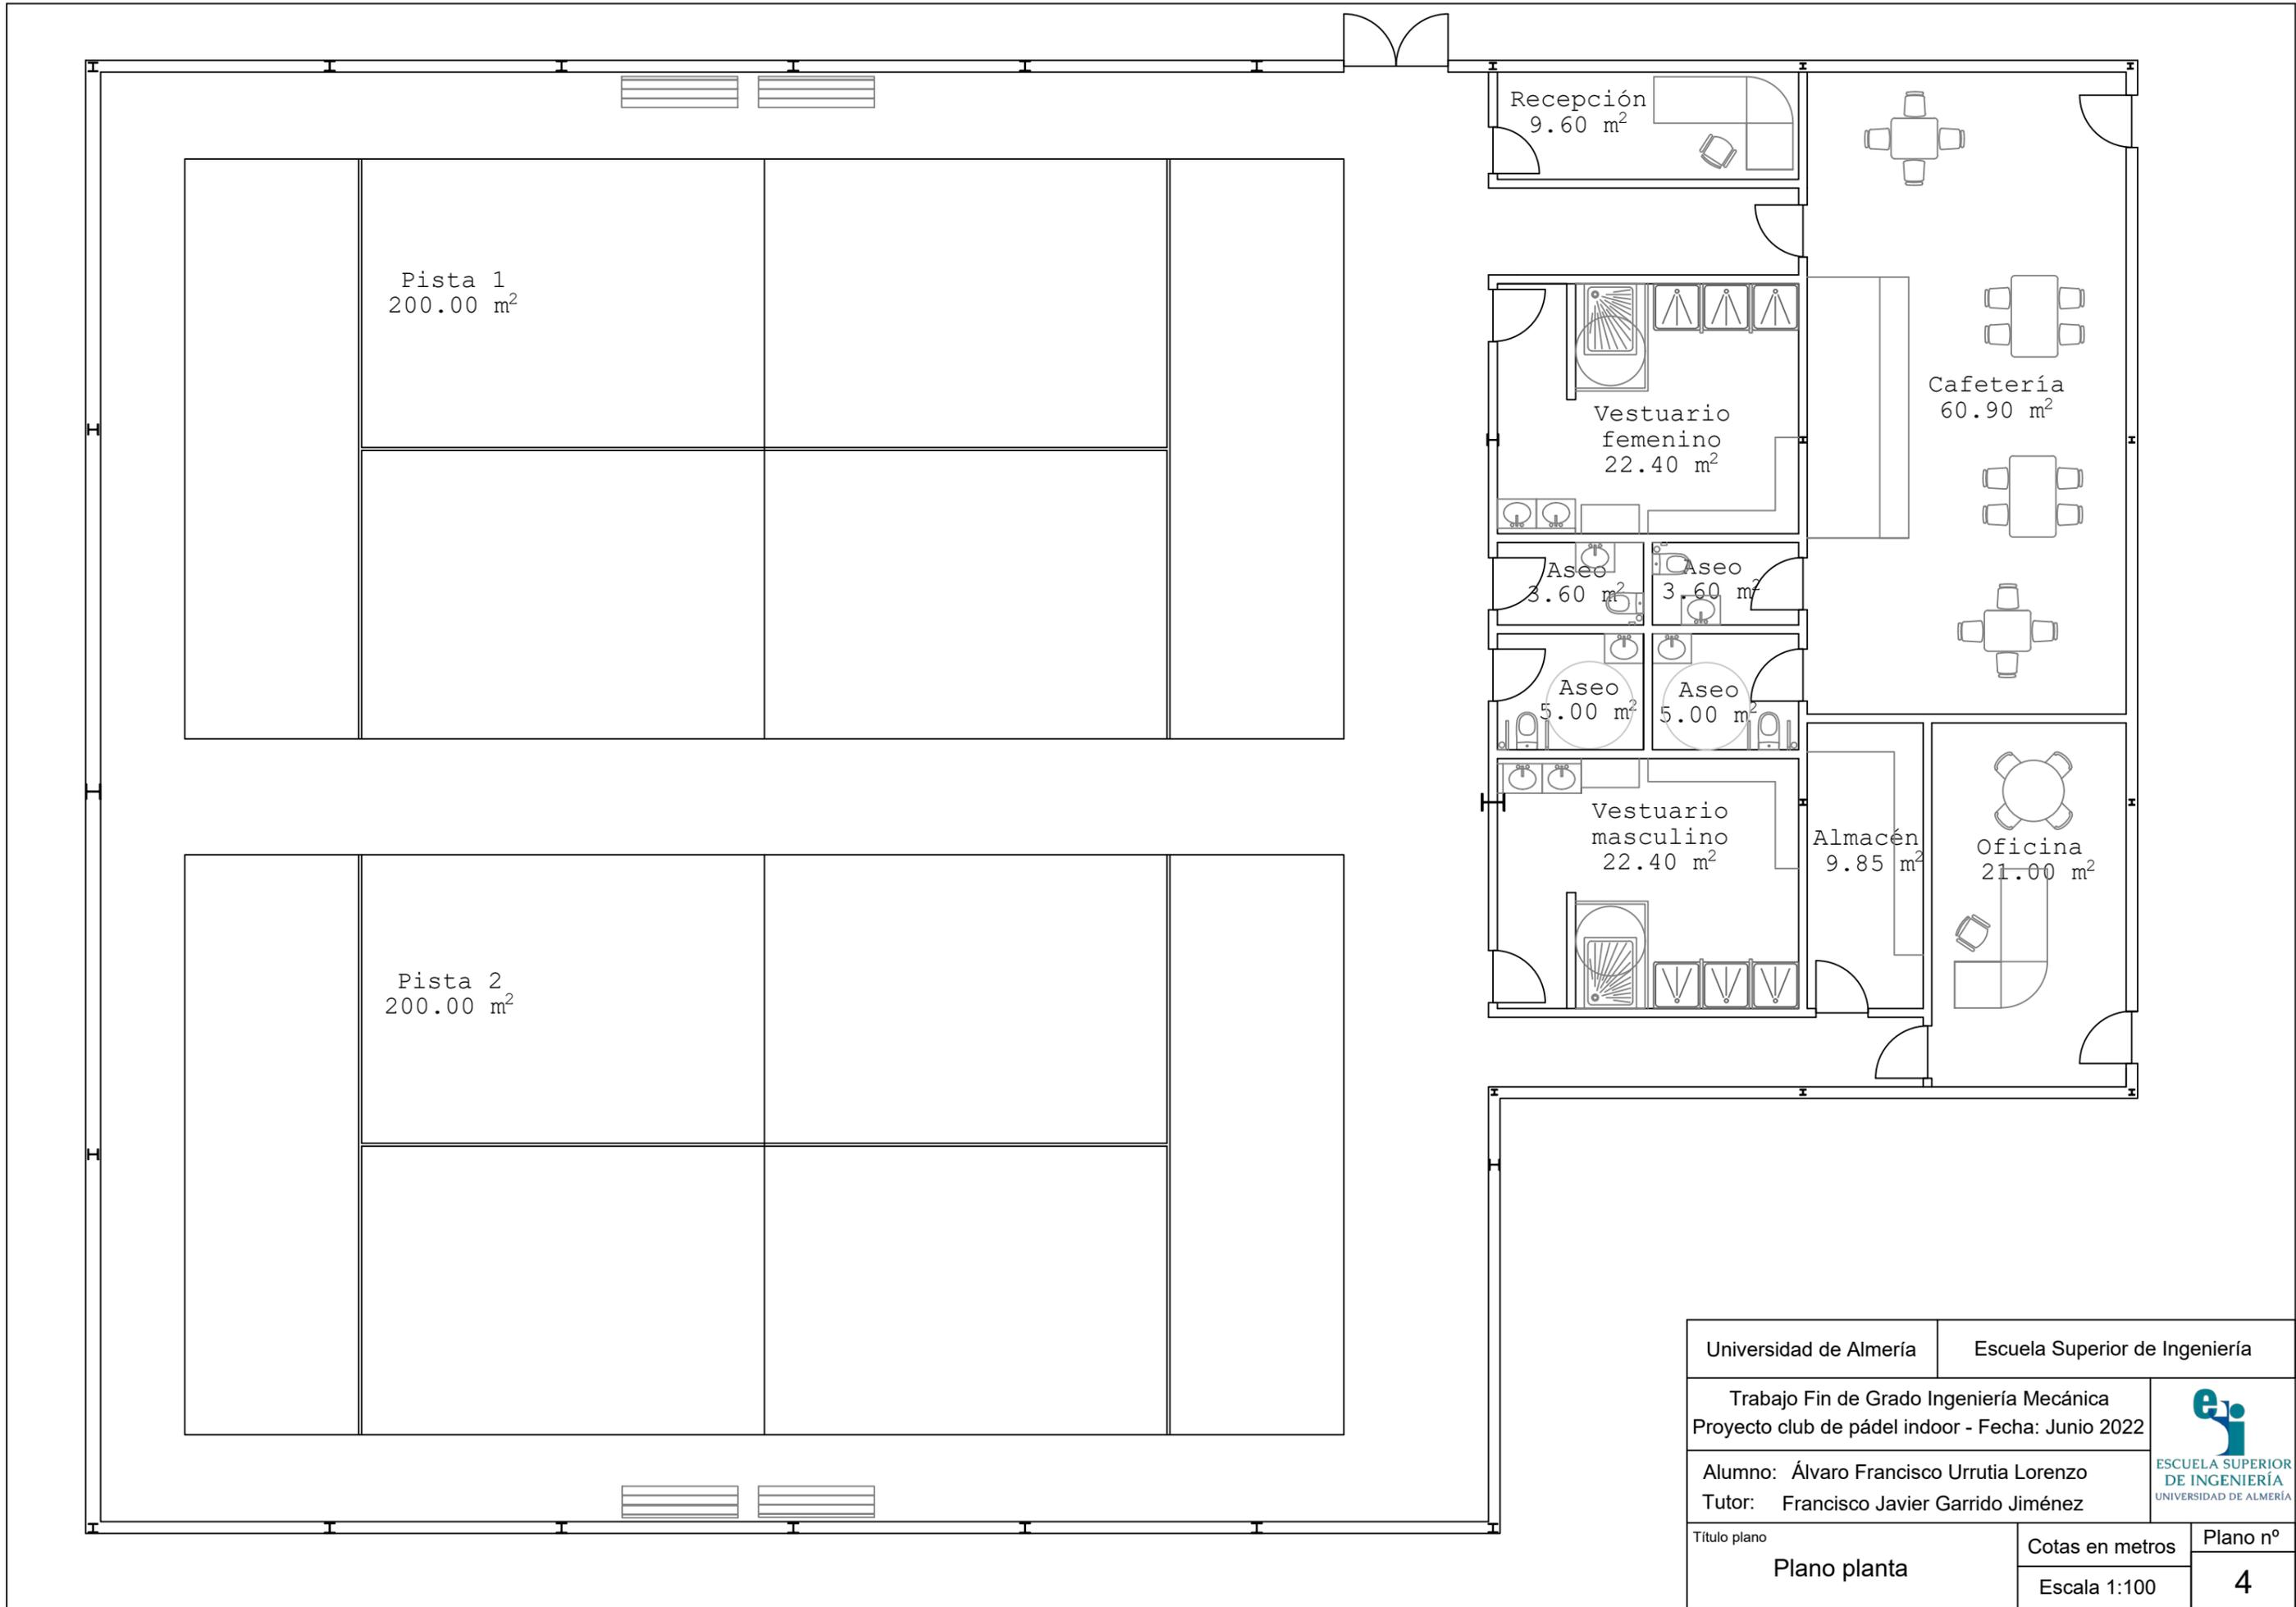 Recepción
9.60 m²
Pista 1
200.00 m²
Cafetería
60.90 m²
Vestuario
femenino
22.40 m²
Aseo
3.60 m²
Aseo
3.60 m²
Aseo
5.00 m²
Aseo
5.00 m²
Vestuario
masculino
22.40 m²
Almacén
9.85 m²
Oficina
21.00 m²
Pista 2
200.00 m²
Universidad de Almería
Escuela Superior de Ingeniería
Trabajo Fin de Grado Ingeniería Mecánica
Proyecto club de pádel indoor - Fecha: Junio 2022
Alumno: Álvaro Francisco Urrutia Lorenzo
Tutor: Francisco Javier Garrido Jiménez
esi
ESCUELA SUPERIOR
DE INGENIERÍA
UNIVERSIDAD DE ALMERÍA
Título plano
Plano planta
Cotas en metros
Escala 1:100
Plano nº
4